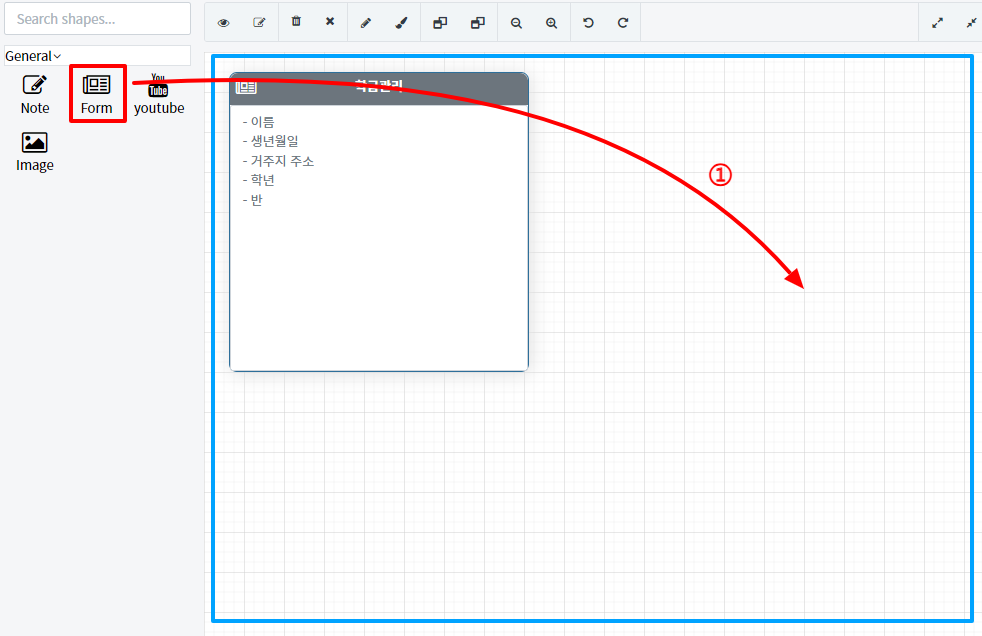 Search shapes...
General
Note
Form
You
Tube
youtube
Image
- 이름
- 생년월일
- 거주지 주소
- 학년
- 반
①